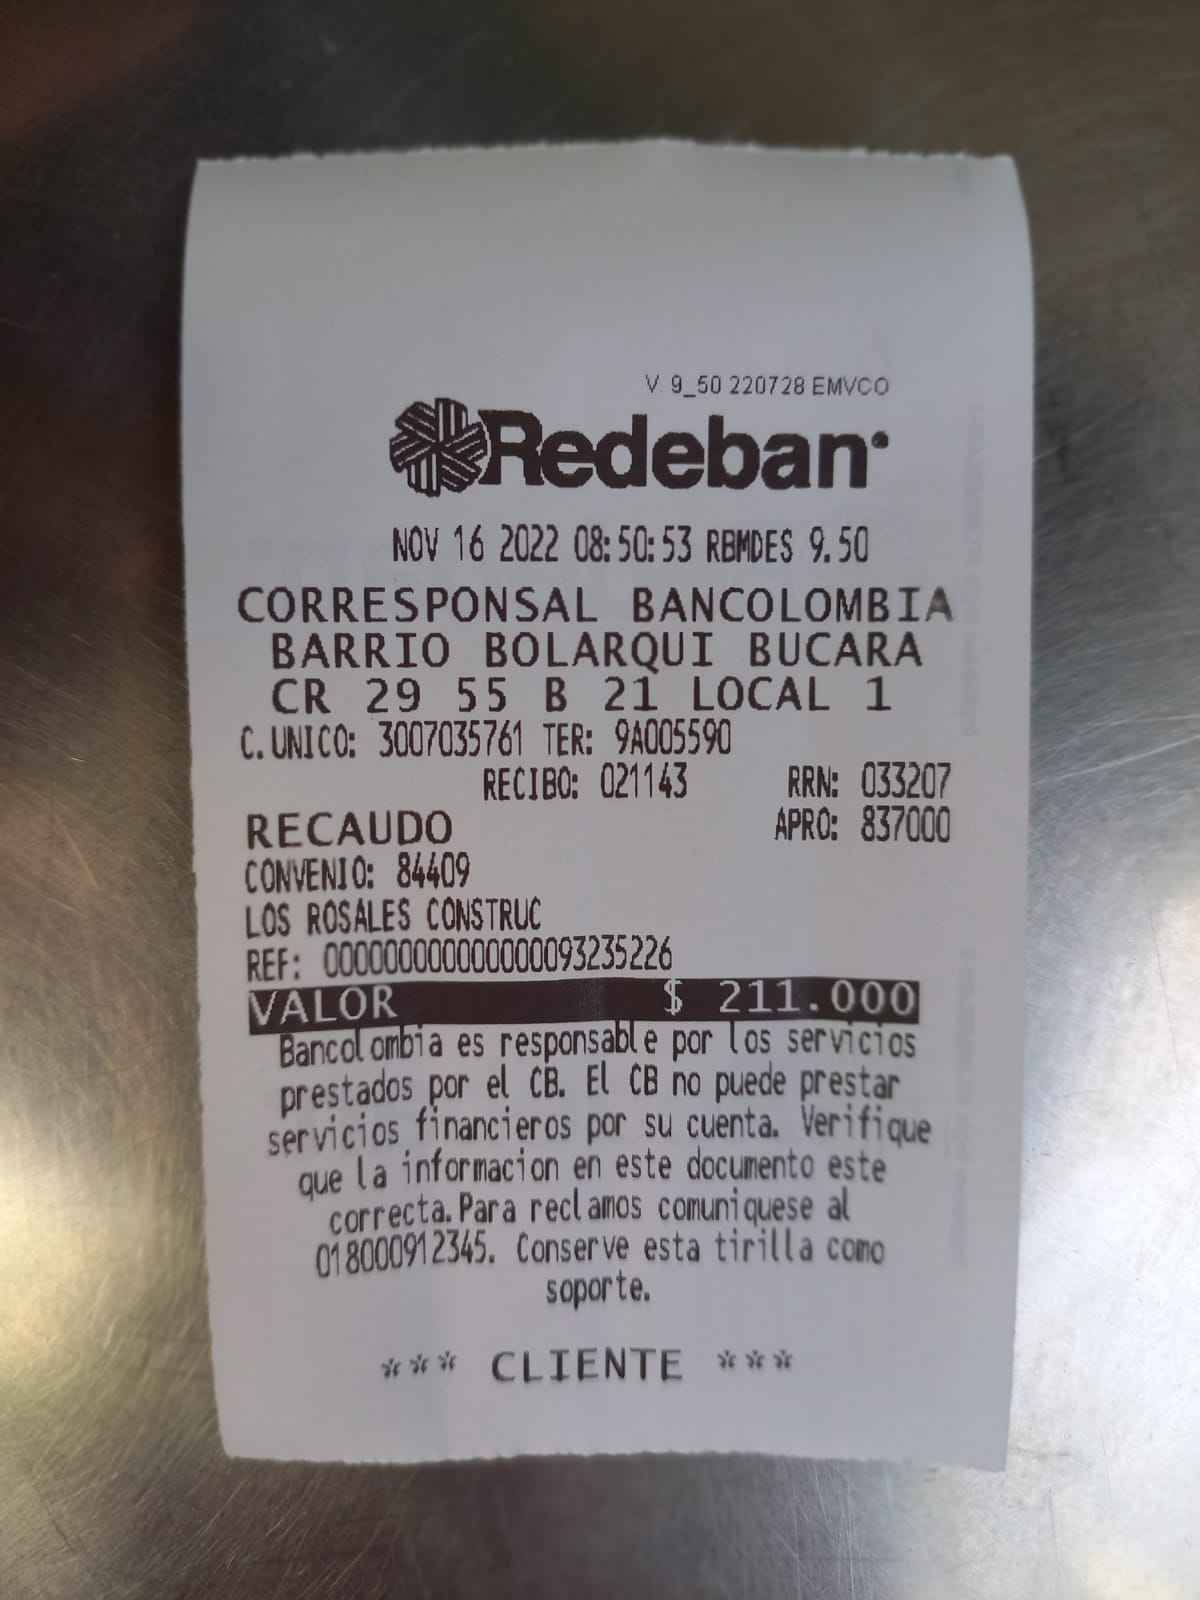 V 9_50 220728 EMVCO
Redeban
NOV 16 2022 08:50:53 RBMDES 9.50
CORRESPONSAL BANCOLOMBIA
BARRIO BOLARQUI BUCARA
CR 29 55 B 21 LOCAL 1
C.UNICO: 3007035761 TER: 9A005590
RECIBO: 021143 RRN: 033207
RECAUDO APRO: 837000
CONVENIO: 84409
LOS ROSALES CONSTRUC
REF: 0000000000000000093235226
VALOR $ 211.000
Bancolombia es responsable por los servicios
prestados por el CB. El CB no puede prestar
servicios financieros por su cuenta. Verifique
que la informacion en este documento este
correcta.Para reclamos comuniquese al
018000912345. Conserve esta tirilla como
soporte.
*** CLIENTE ***